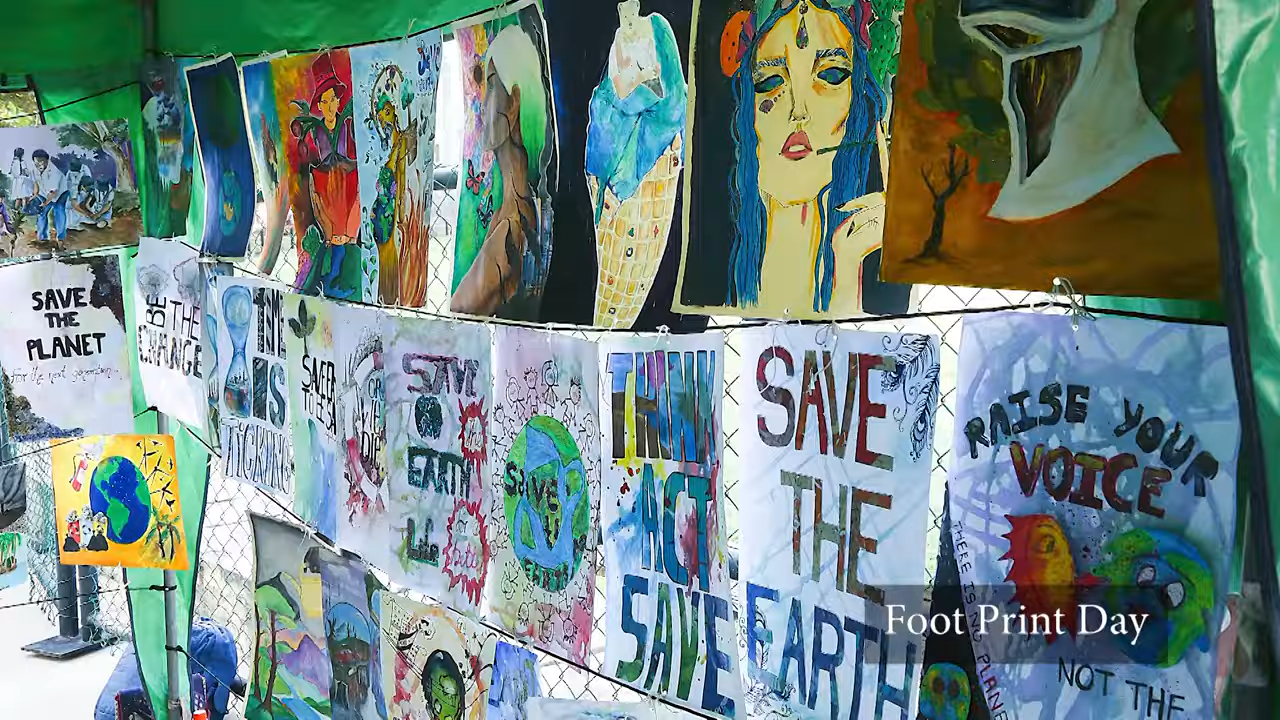 SAVE
THE
PLANET
For the next generation...
BE
THE
CHANGE
TIME
IS
TICKING
SAVE
EARTH
SAVE
EARTH
THINK
ACT
SAVE
SAVE
THE
EARTH
RAISE YOUR
VOICE
THERE IS NO PLANE
NOT THE
Foot Print Day